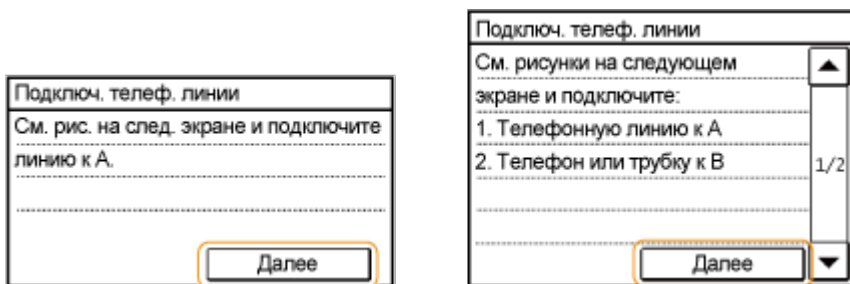 Подключ. телеф. линии
См. рис. на след. экране и подключите
линию к А.
Далее
Подключ. телеф. линии
См. рисунки на следующем
экране и подключите:
1. Телефонную линию к А
2. Телефон или трубку к В
1/2
Далее